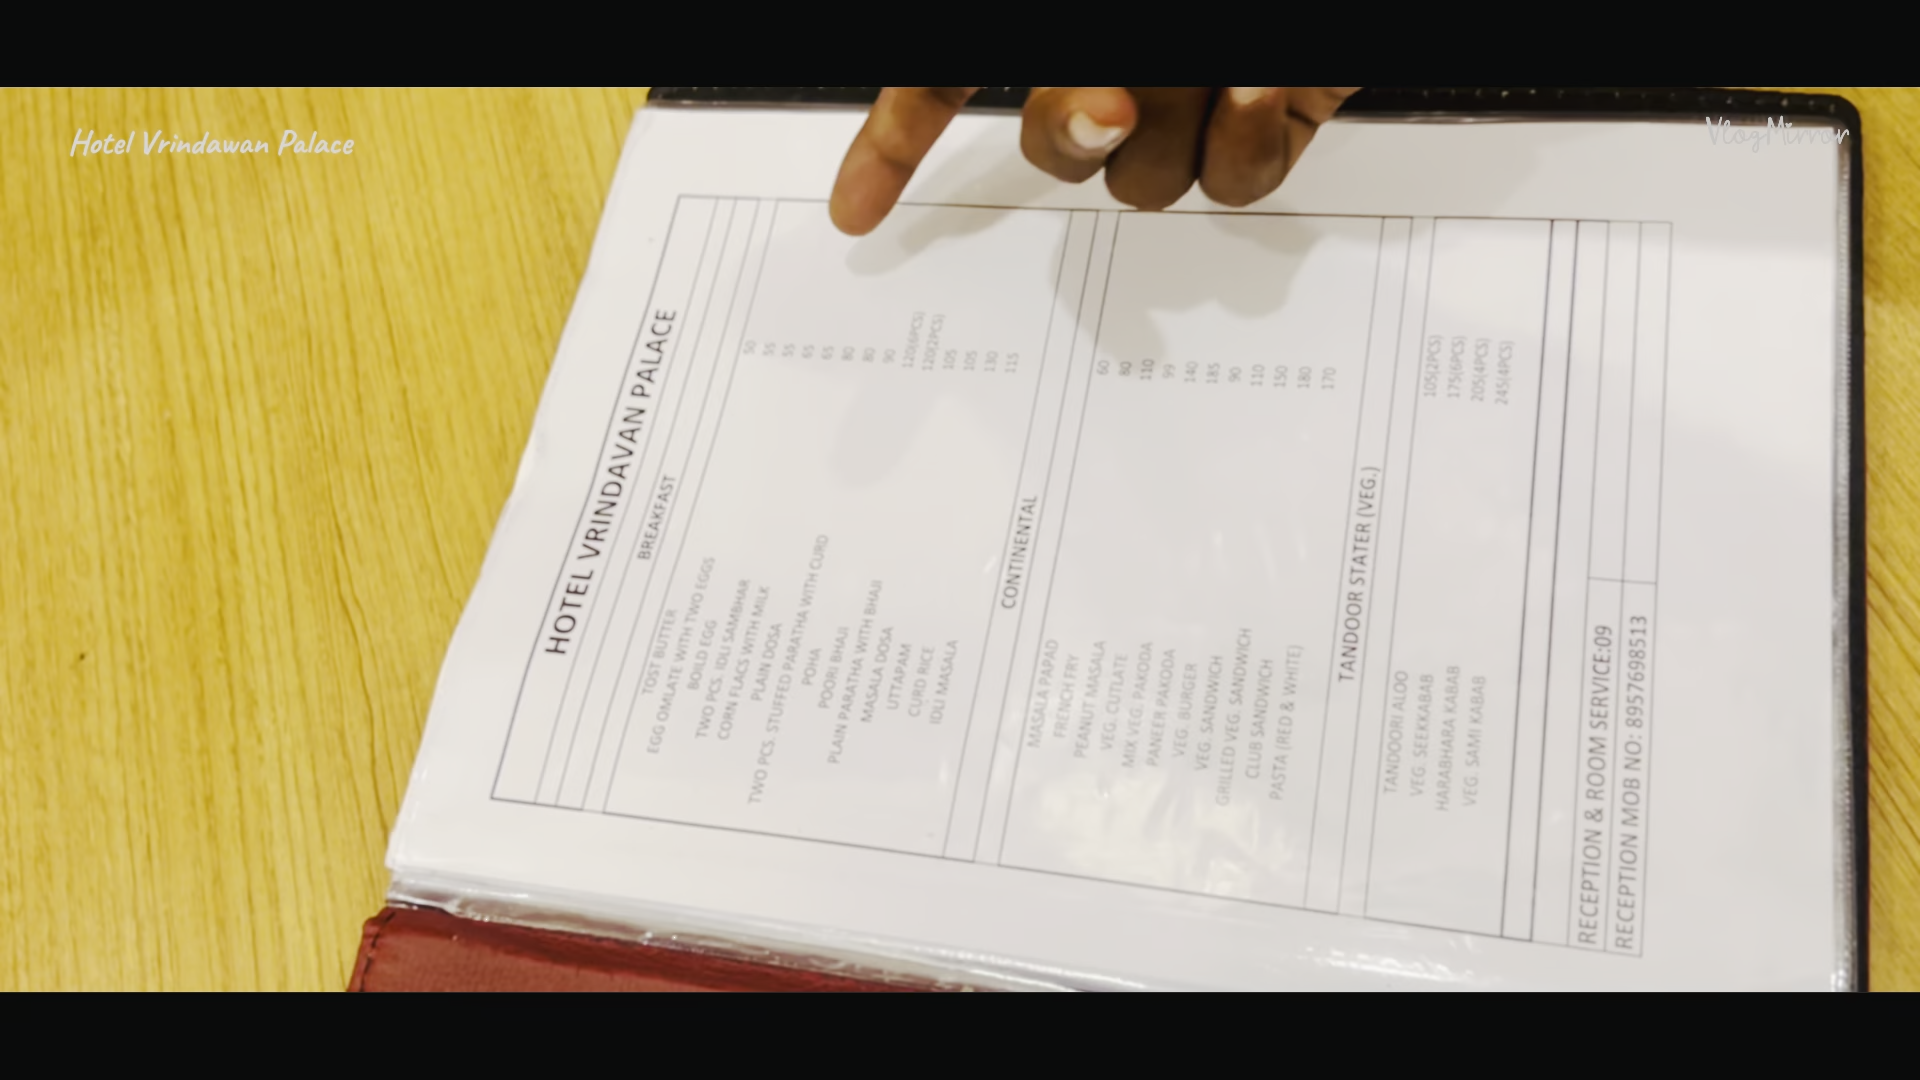 Hotel Vrindawan Palace
VlogMirror
HOTEL VRINDAVAN PALACE
BREAKFAST
TOST BUTTER 50
EGG OMLATE WITH TWO EGGS 55
BOILD EGG 55
TWO PCS. IDLI SAMBHAR 65
CORN FLACS WITH MILK 65
PLAIN DOSA 80
TWO PCS. STUFFED PARATHA WITH CURD 80
POHA 90
POORI BHAJI 120(6PCS)
PLAIN PARATHA WITH BHAJI 120(2PCS)
MASALA DOSA 105
UTTAPAM 105
CURD RICE 130
IDLI MASALA 115
CONTINENTAL
MASALA PAPAD 60
FRENCH FRY 80
PEANUT MASALA 110
VEG. CUTLATE 99
MIX VEG. PAKODA 140
PANEER PAKODA 185
VEG. BURGER 90
VEG. SANDWICH 110
GRILLED VEG. SANDWICH 150
CLUB SANDWICH 180
PASTA (RED & WHITE) 170
TANDOOR STATER (VEG.)
TANDOORI ALOO 105(2PCS)
VEG. SEEKKABAB 175(6PCS)
HARABHARA KABAB 205(4PCS)
VEG. SAMI KABAB 245(4PCS)
RECEPTION & ROOM SERVICE:09
RECEPTION MOB NO: 8957698513